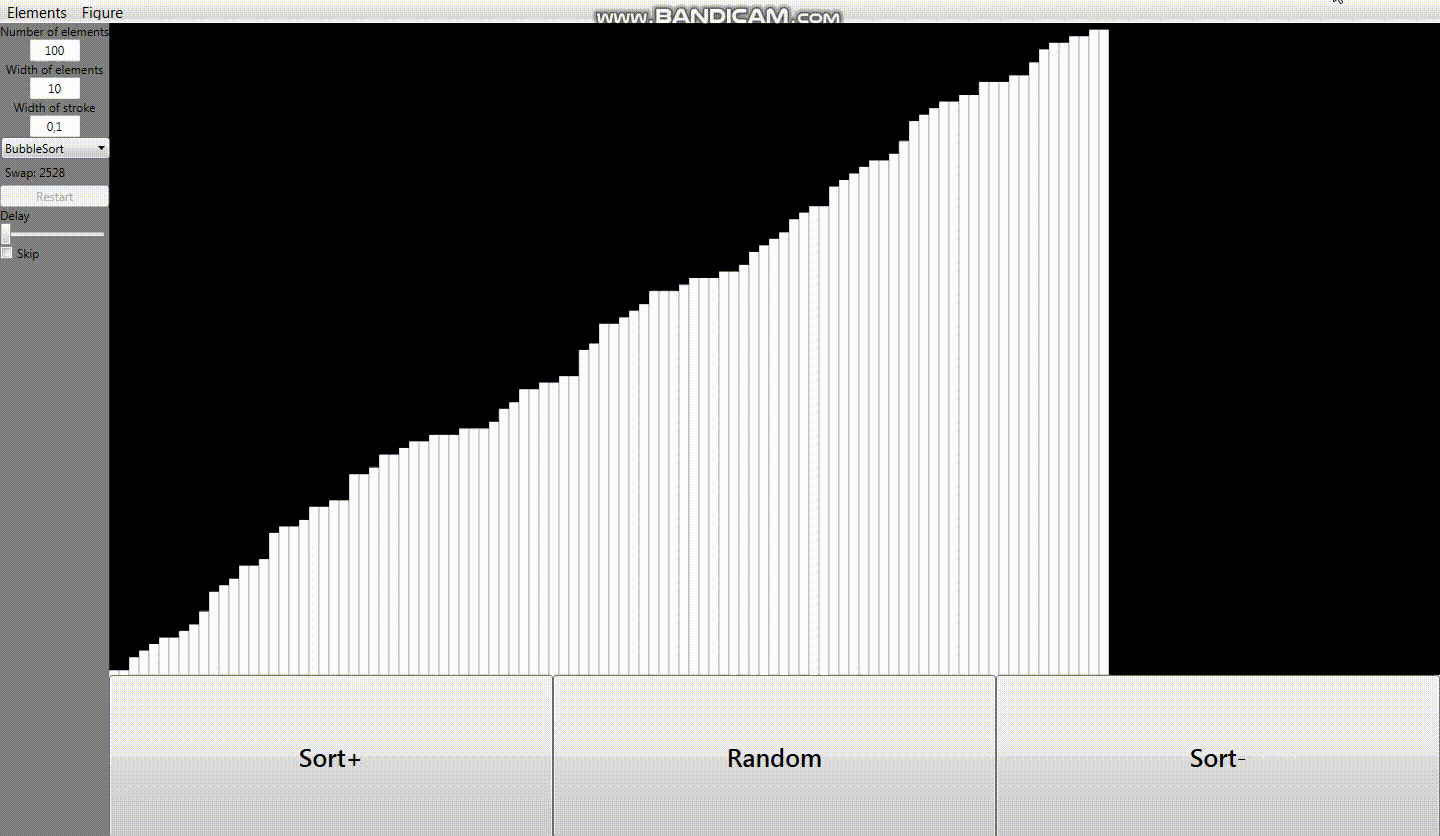 Elements Figure
www.BANDICAM.com
Number of elements
100
Width of elements
10
Width of stroke
0,1
BubbleSort
Swap: 2528
Restart
Delay
Skip
Sort+ Random Sort-